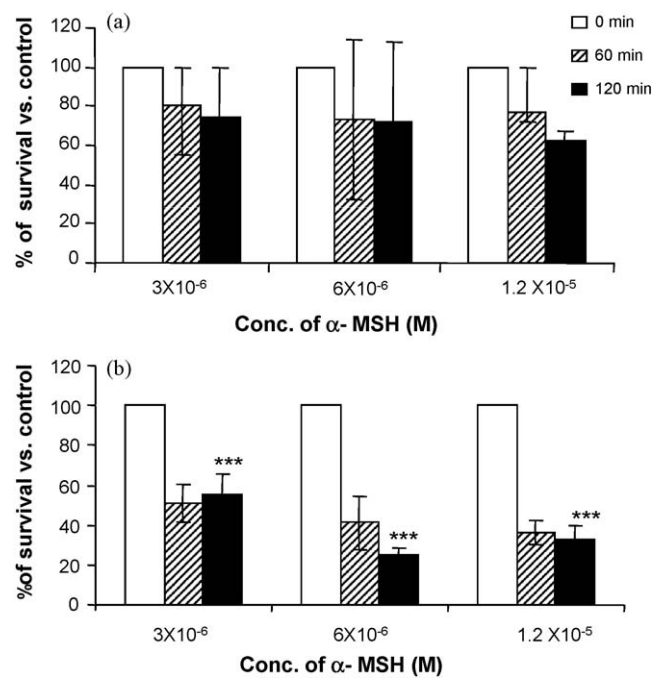 (a)
0 min
60 min
120 min
% of survival vs. control
120
100
80
60
40
20
0
3X10-6
6X10-6
1.2 X10-5
Conc. of α- MSH (M)
(b)
%of survival vs. control
120
100
80
60
40
20
0
***
***
***
3X10-6
6X10-6
1.2 X10-5
Conc. of α- MSH (M)